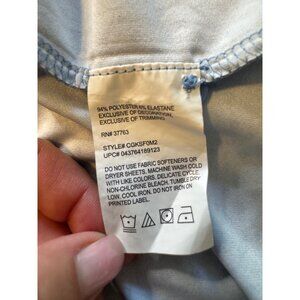 94% POLYESTER 6% ELASTANE
EXCLUSIVE OF DECORATION,
EXCLUSIVE OF TRIMMING
RN# 37763
STYLE# CGKSF0M2
UPC# 043764189123
DO NOT USE FABRIC SOFTENERS OR
DRYER SHEETS. MACHINE WASH COLD
WITH LIKE COLORS. DELICATE CYCLE.
NON-CHLORINE BLEACH. TUMBLE DRY
LOW. COOL IRON. DO NOT IRON ON
PRINTED LABEL.